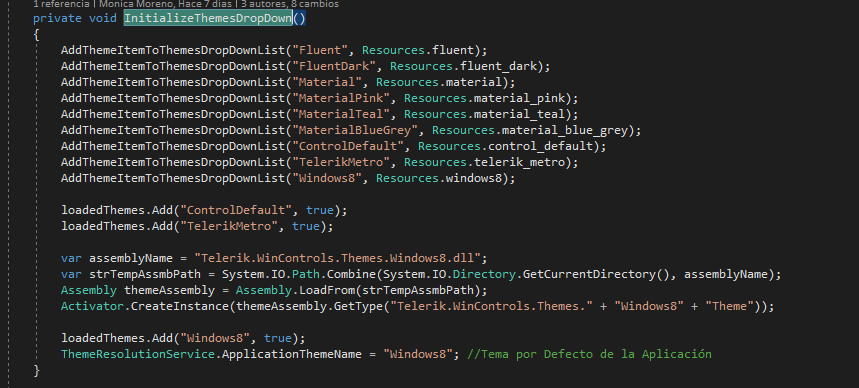 1 referencia | Monica Moreno, Hace 7 días | 3 autores, 8 cambios
private void InitializeThemesDropDown()
{
AddThemeItemToThemesDropDownList("Fluent", Resources.fluent);
AddThemeItemToThemesDropDownList("FluentDark", Resources.fluent_dark);
AddThemeItemToThemesDropDownList("Material", Resources.material);
AddThemeItemToThemesDropDownList("MaterialPink", Resources.material_pink);
AddThemeItemToThemesDropDownList("MaterialTeal", Resources.material_teal);
AddThemeItemToThemesDropDownList("MaterialBlueGrey", Resources.material_blue_grey);
AddThemeItemToThemesDropDownList("ControlDefault", Resources.control_default);
AddThemeItemToThemesDropDownList("TelerikMetro", Resources.telerik_metro);
AddThemeItemToThemesDropDownList("Windows8", Resources.windows8);
loadedThemes.Add("ControlDefault", true);
loadedThemes.Add("TelerikMetro", true);
var assemblyName = "Telerik.WinControls.Themes.Windows8.dll";
var strTempAssmbPath = System.IO.Path.Combine(System.IO.Directory.GetCurrentDirectory(), assemblyName);
Assembly themeAssembly = Assembly.LoadFrom(strTempAssmbPath);
Activator.CreateInstance(themeAssembly.GetType("Telerik.WinControls.Themes." + "Windows8" + "Theme"));
loadedThemes.Add("Windows8", true);
ThemeResolutionService.ApplicationThemeName = "Windows8"; //Tema por Defecto de la Aplicación
}